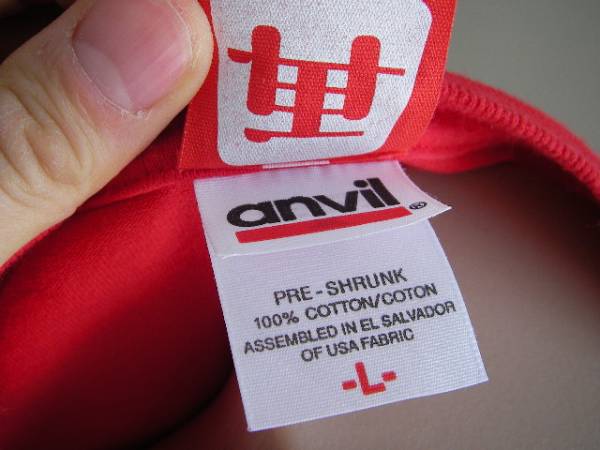 anvil®
PRE-SHRUNK
100% COTTON/COTON
ASSEMBLED IN EL SALVADOR
OF USA FABRIC
-L-